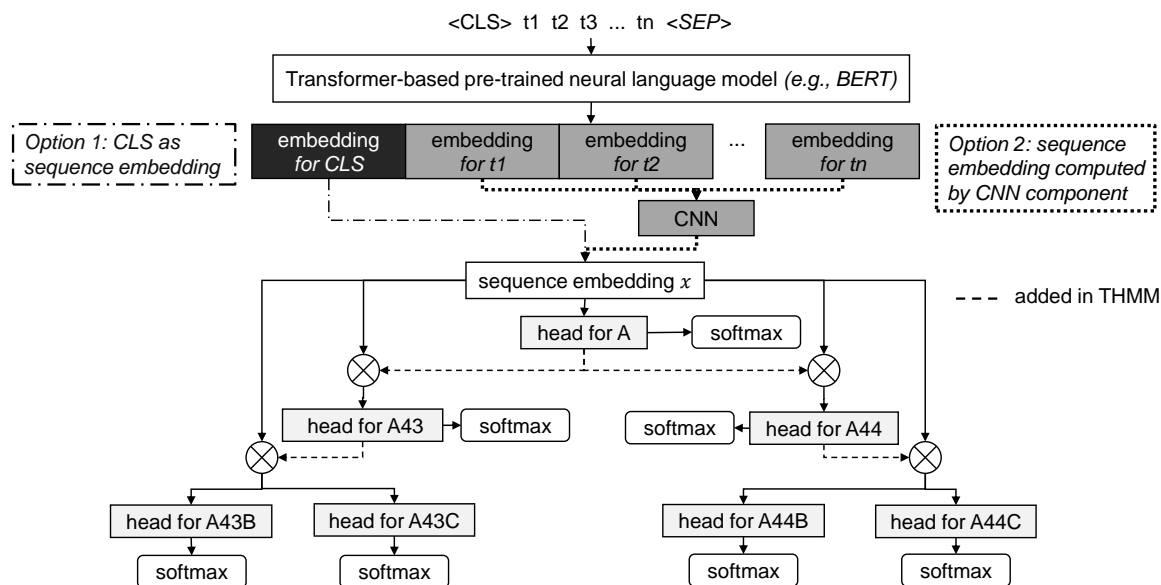 <CLS> t1 t2 t3 ... tn <SEP>
Transformer-based pre-trained neural language model (e.g., BERT)
Option 1: CLS as
sequence embedding
embedding
for CLS
embedding
for t1
embedding
for t2
...
embedding
for tn
Option 2: sequence
embedding computed
by CNN component
CNN
sequence embedding x
added in THMM
head for A
softmax
head for A43
softmax
softmax
head for A44
head for A43B
head for A43C
head for A44B
head for A44C
softmax
softmax
softmax
softmax